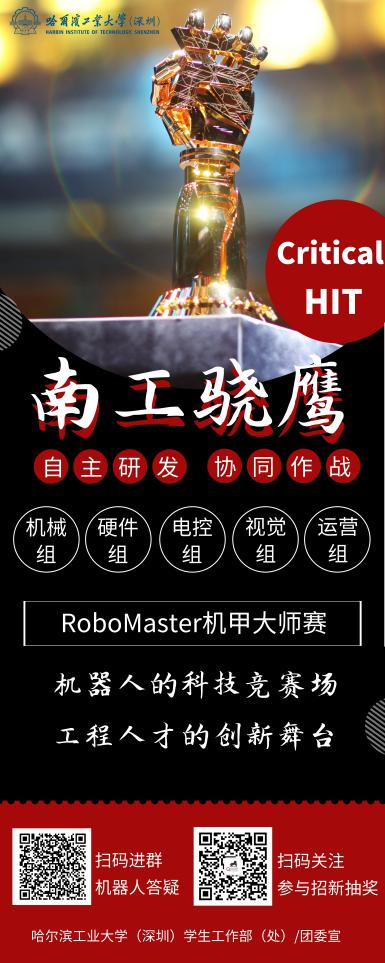 哈尔滨工业大学(深圳)
HARBIN INSTITUTE OF TECHNOLOGY, SHENZHEN
Critical
HIT
南工骁鹰
自主研发 协同作战
机械组 硬件组 电控组 视觉组 运营组
RoboMaster机甲大师赛
机器人的科技竞赛场
工程人才的创新舞台
扫码进群
机器人答疑
扫码关注
参与招新抽奖
哈尔滨工业大学（深圳）学生工作部（处）/团委宣